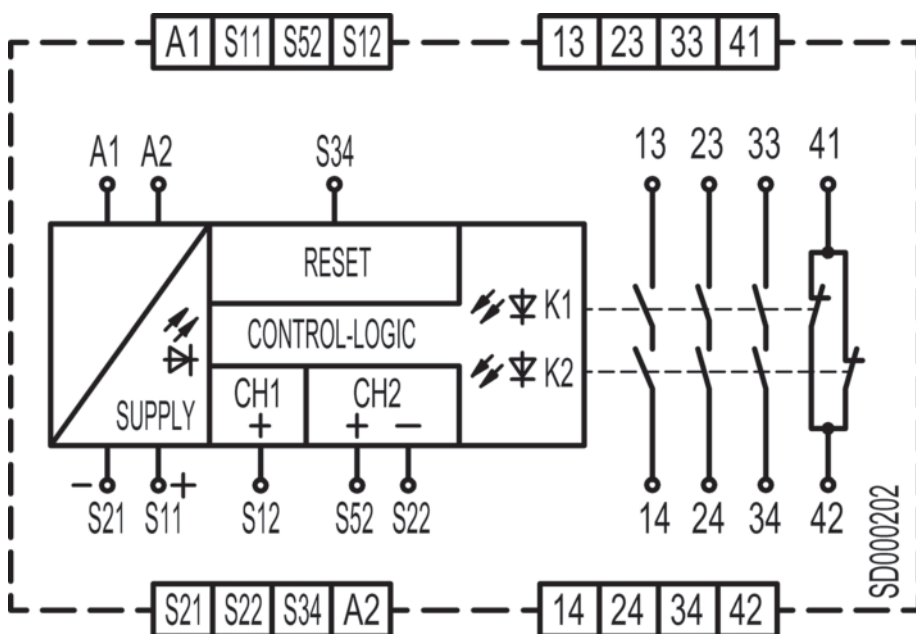 A1 S11 S52 S12 13 23 33 41
A1 A2 S34 13 23 33 41
RESET
K1
CONTROL-LOGIC
K2
CH1 CH2
SUPPLY + + −
− S21 S11 + S12 S52 S22 14 24 34 42
SD000202
S21 S22 S34 A2 14 24 34 42